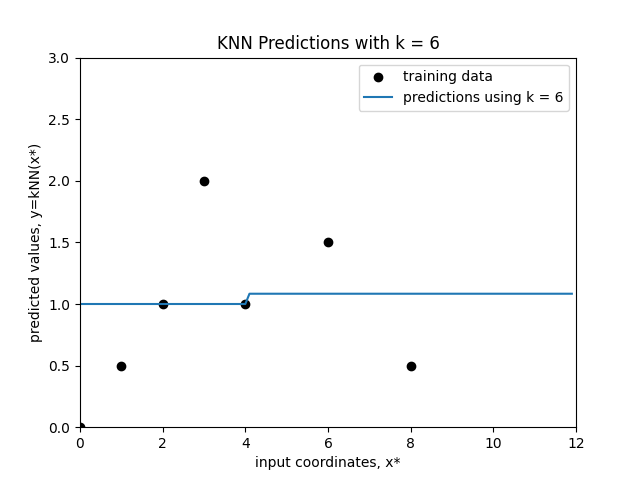 KNN Predictions with k = 6
training data
predictions using k = 6
predicted values, y=kNN(x*)
3.0
2.5
2.0
1.5
1.0
0.5
0.0
0 2 4 6 8 10 12
input coordinates, x*